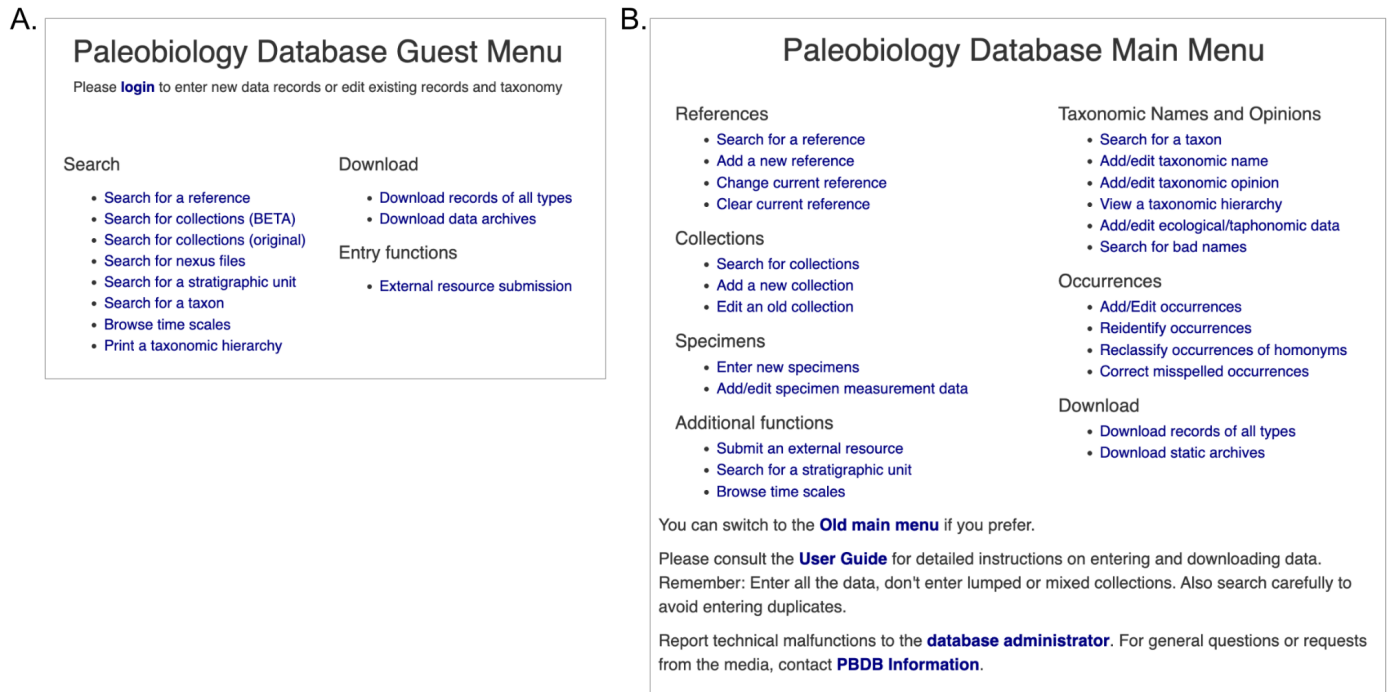 A.
Paleobiology Database Guest Menu
Please login to enter new data records or edit existing records and taxonomy
Search
• Search for a reference
• Search for collections (BETA)
• Search for collections (original)
• Search for nexus files
• Search for a stratigraphic unit
• Search for a taxon
• Browse time scales
• Print a taxonomic hierarchy
Download
• Download records of all types
• Download data archives
Entry functions
• External resource submission
B.
Paleobiology Database Main Menu
References
• Search for a reference
• Add a new reference
• Change current reference
• Clear current reference
Collections
• Search for collections
• Add a new collection
• Edit an old collection
Specimens
• Enter new specimens
• Add/edit specimen measurement data
Additional functions
• Submit an external resource
• Search for a stratigraphic unit
• Browse time scales
Taxonomic Names and Opinions
• Search for a taxon
• Add/edit taxonomic name
• Add/edit taxonomic opinion
• View a taxonomic hierarchy
• Add/edit ecological/taphonomic data
• Search for bad names
Occurrences
• Add/Edit occurrences
• Reidentify occurrences
• Reclassify occurrences of homonyms
• Correct misspelled occurrences
Download
• Download records of all types
• Download static archives
You can switch to the Old main menu if you prefer.
Please consult the User Guide for detailed instructions on entering and downloading data.
Remember: Enter all the data, don't enter lumped or mixed collections. Also search carefully to
avoid entering duplicates.
Report technical malfunctions to the database administrator. For general questions or requests
from the media, contact PBDB Information.